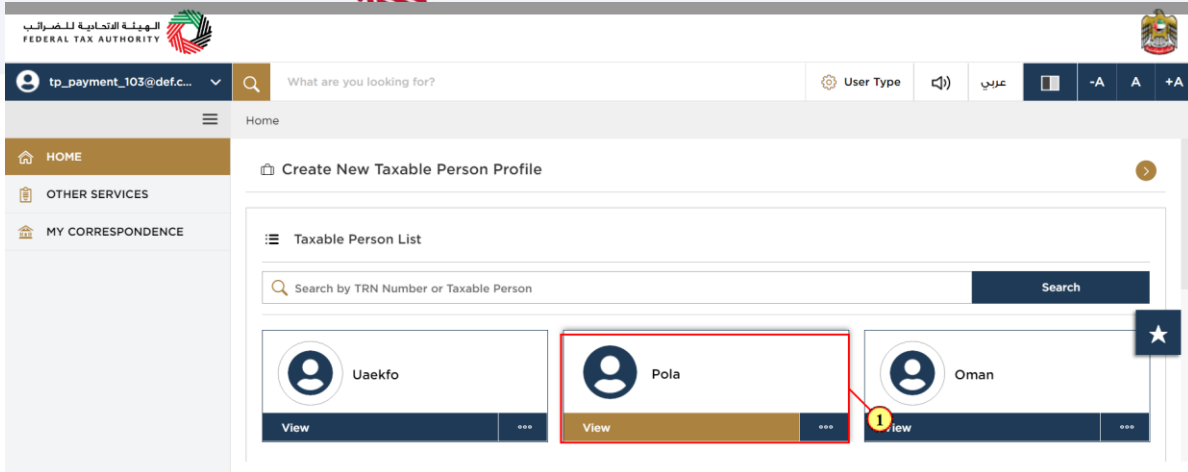 الهيئة الاتحادية للضرائب
FEDERAL TAX AUTHORITY
tp_payment_103@def.c...
What are you looking for?
User Type
عربي
-A
A
+A
Home
HOME
OTHER SERVICES
MY CORRESPONDENCE
Create New Taxable Person Profile
Taxable Person List
Search by TRN Number or Taxable Person
Search
Uaekfo
Pola
Oman
View
View
1
View